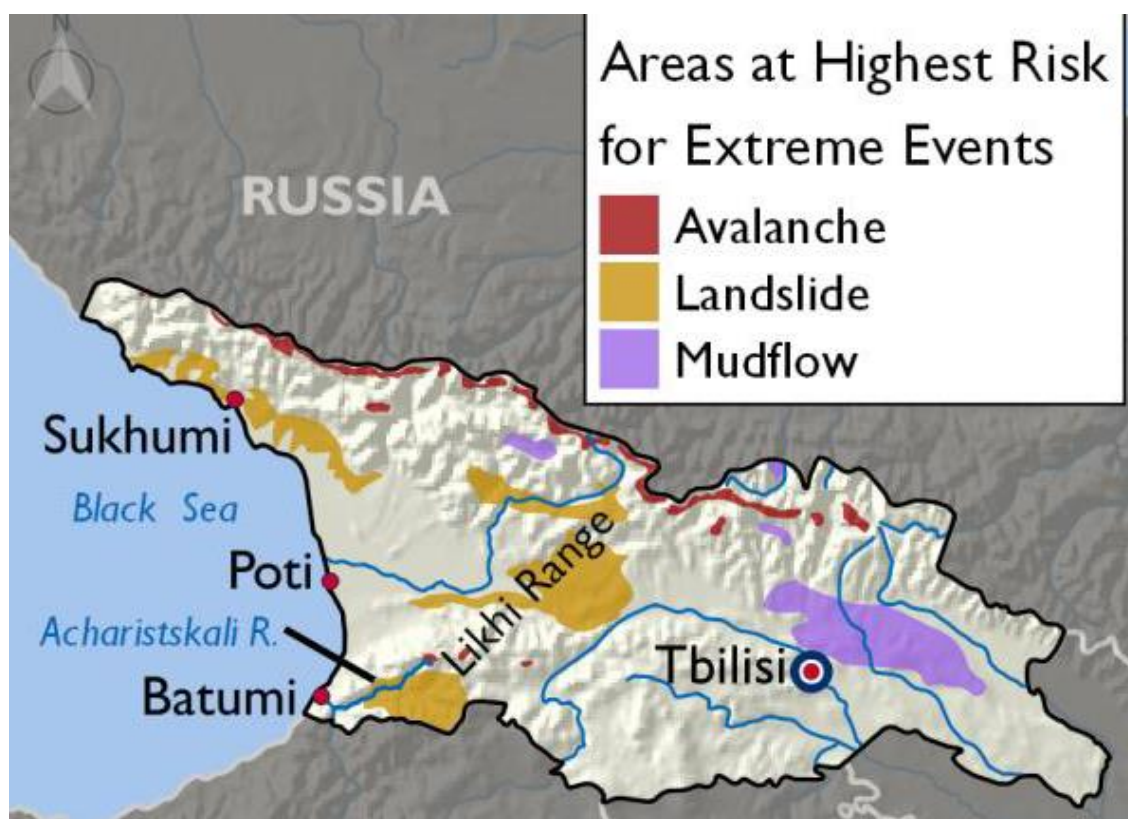 N
Areas at Highest Risk
for Extreme Events
Avalanche
Landslide
Mudflow
RUSSIA
Sukhumi
Black Sea
Poti
Acharistskali R.
Batumi
Likhi Range
Tbilisi